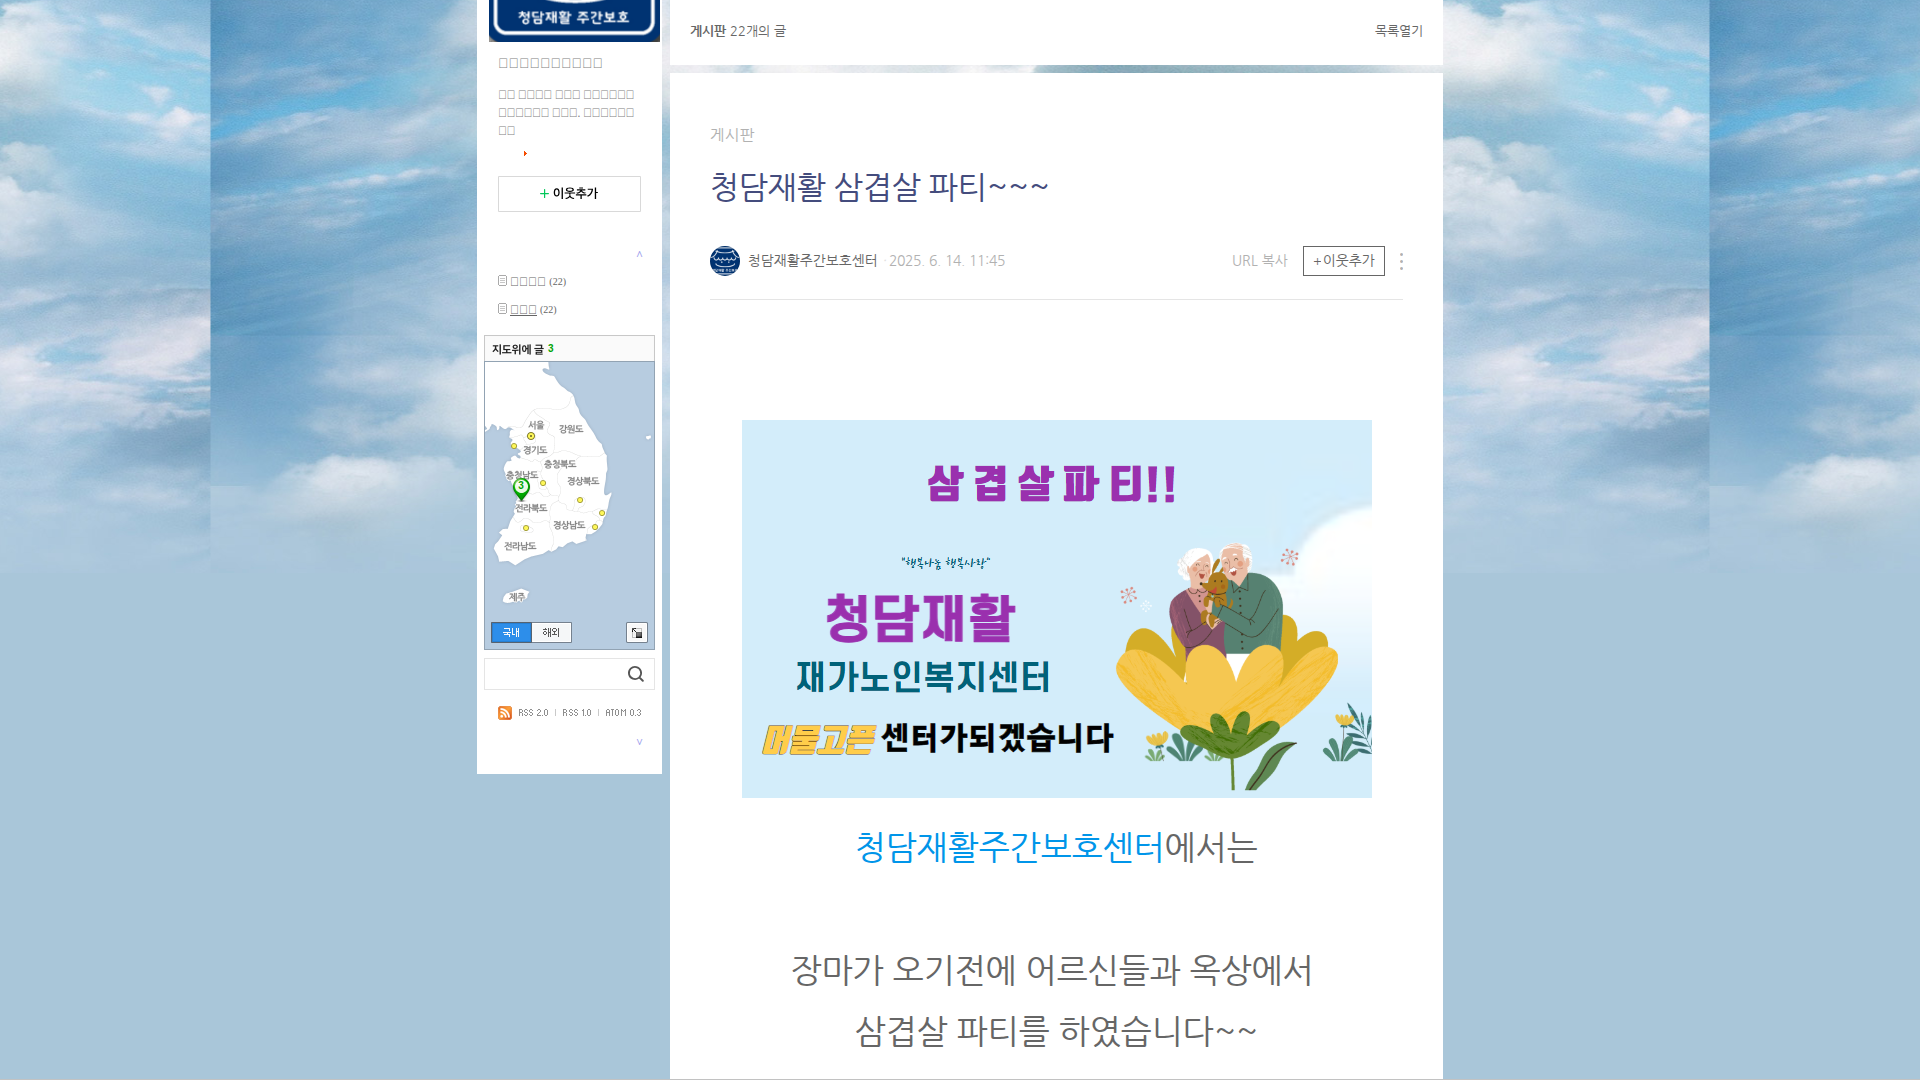 청담재활 주간보호
+ 이웃추가
(22)
(22)
지도위에 글 3
서울
강원도
경기도
충청북도
충청남도
경상북도
3
전라북도
경상남도
전라남도
제주
국내 해외
RSS 2.0 | RSS 1.0 | ATOM 0.3
게시판 22개의 글
목록열기
게시판
청담재활 삼겹살 파티~~~
청담재활주간보호센터 · 2025. 6. 14. 11:45
URL 복사 +이웃추가
삼겹살파티!!
"행복나눔 행복사랑"
청담재활
재가노인복지센터
머물고픈 센터가되겠습니다
청담재활주간보호센터에서는
장마가 오기전에 어르신들과 옥상에서
삼겹살 파티를 하였습니다~~